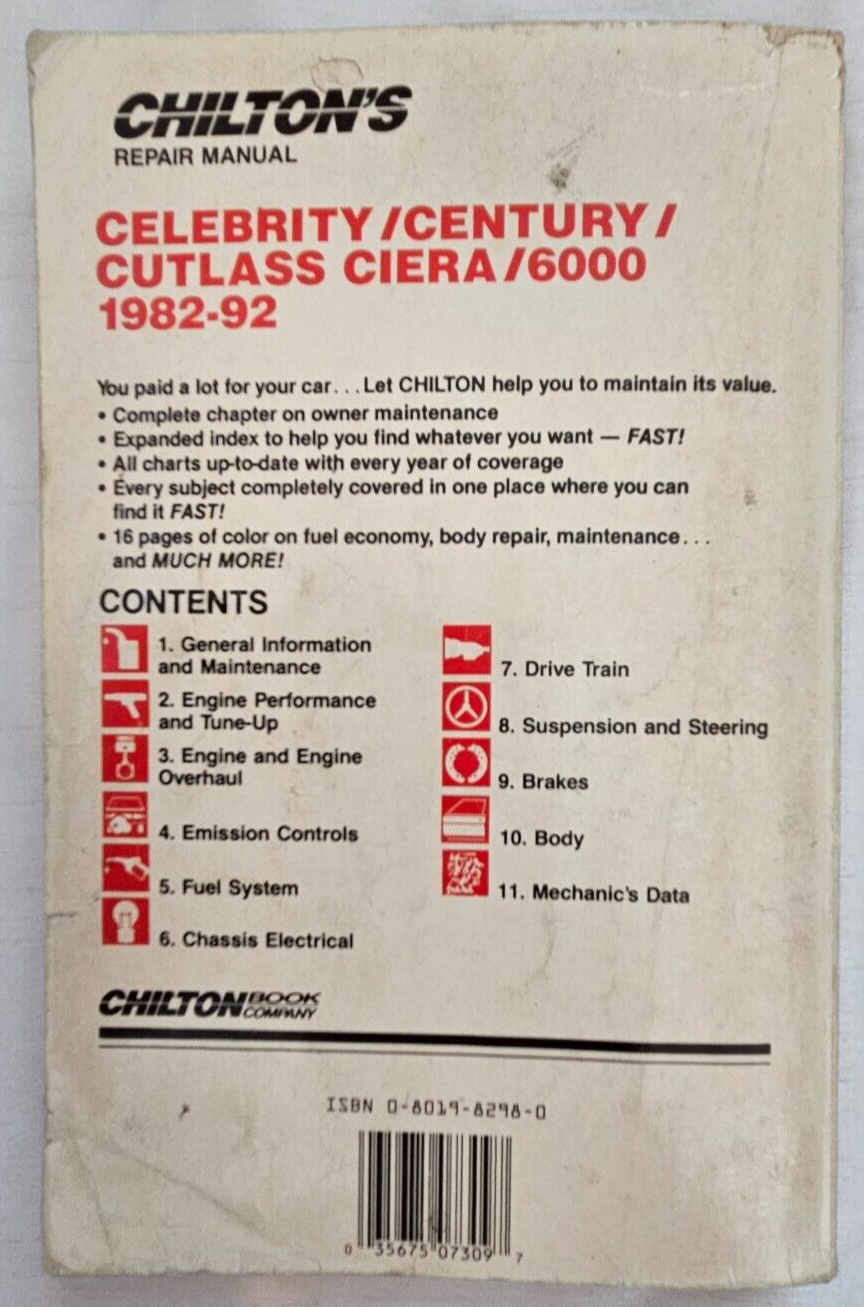 CHILTON'S
REPAIR MANUAL
CELEBRITY/CENTURY/
CUTLASS CIERA/6000
1982-92
You paid a lot for your car...Let CHILTON help you to maintain its value.
• Complete chapter on owner maintenance
• Expanded index to help you find whatever you want — FAST!
• All charts up-to-date with every year of coverage
• Every subject completely covered in one place where you can
find it FAST!
• 16 pages of color on fuel economy, body repair, maintenance...
and MUCH MORE!
CONTENTS
1. General Information
and Maintenance
2. Engine Performance
and Tune-Up
3. Engine and Engine
Overhaul
4. Emission Controls
5. Fuel System
6. Chassis Electrical
7. Drive Train
8. Suspension and Steering
9. Brakes
10. Body
11. Mechanic's Data
CHILTON BOOK
COMPANY
ISBN 0-8019-8298-0
0 35675 07309 7